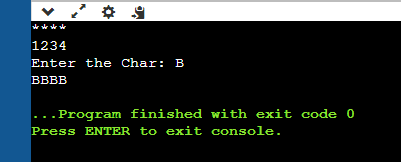 ****
1234
Enter the Char: B
BBBB
...Program finished with exit code 0
Press ENTER to exit console.